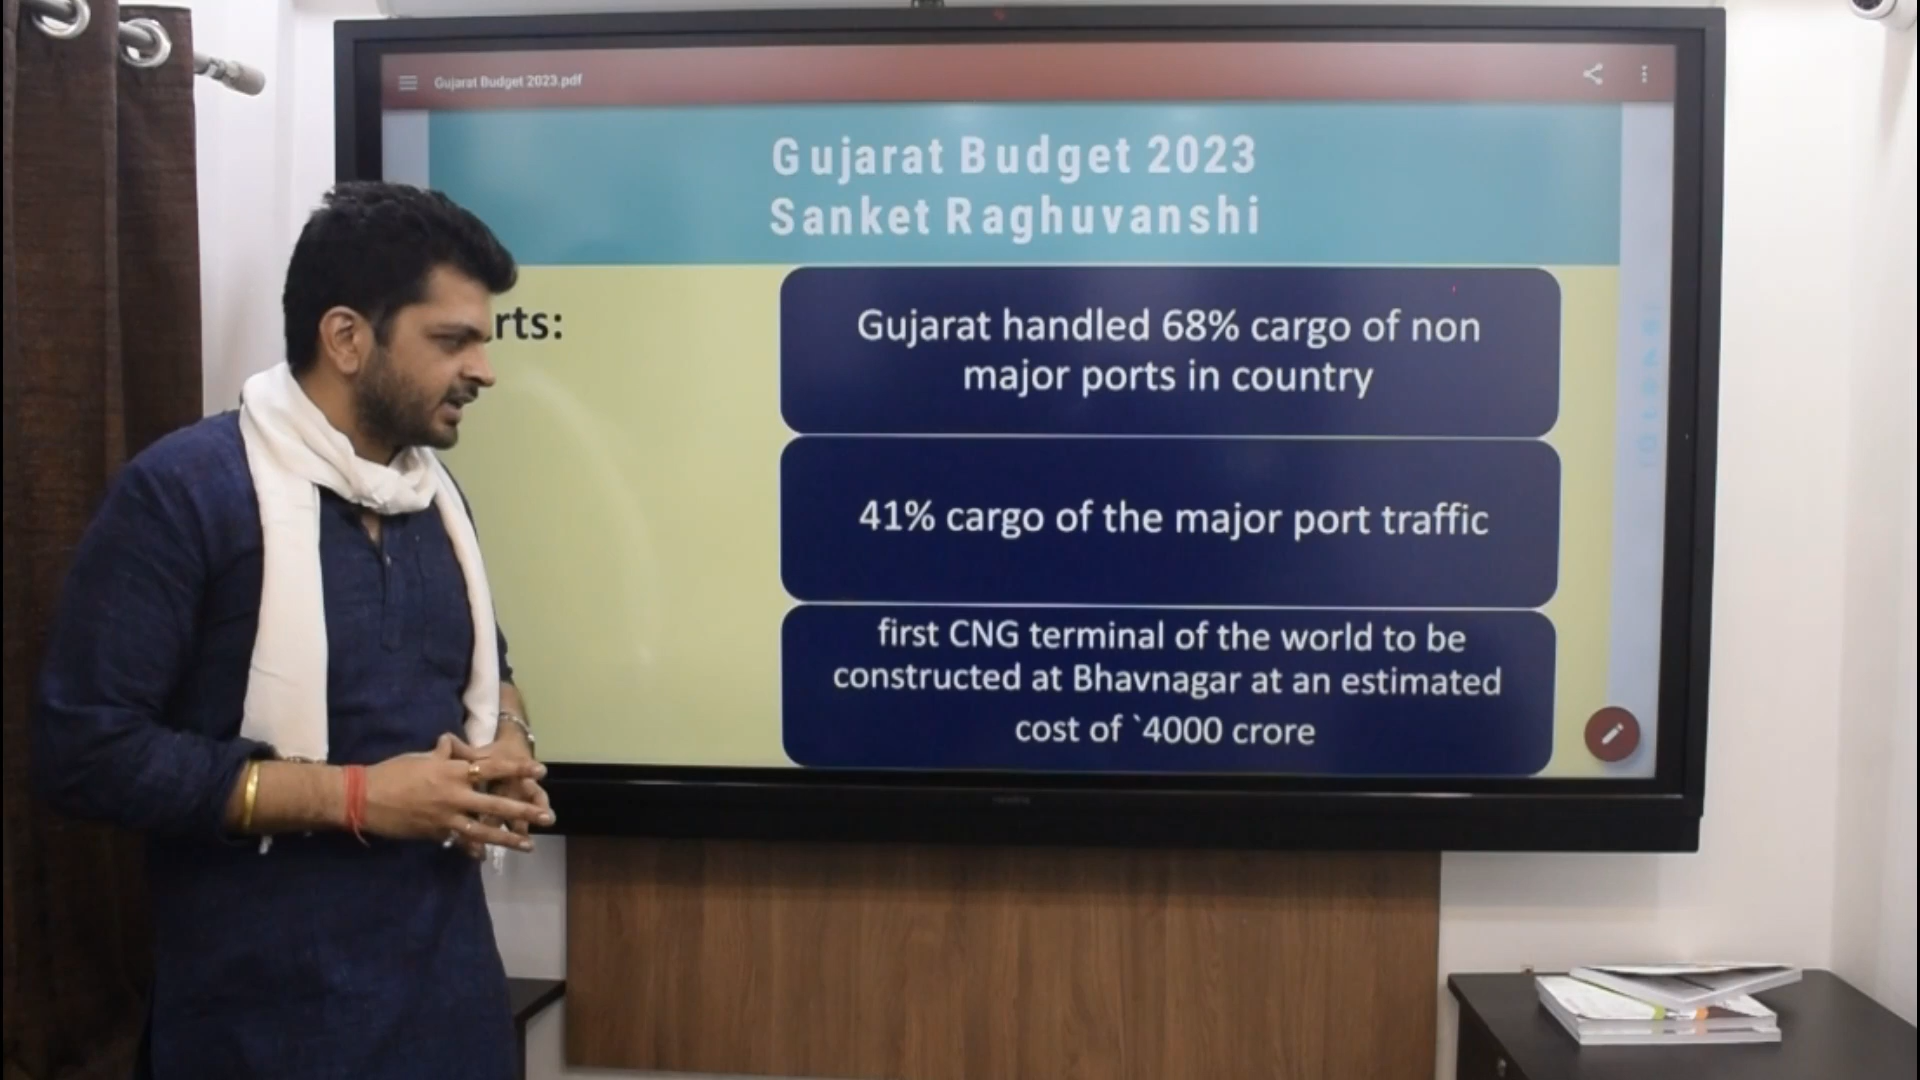 Gujarat Budget 2023.pdf
Gujarat Budget 2023
Sanket Raghuvanshi
rts:
Gujarat handled 68% cargo of non
major ports in country
41% cargo of the major port traffic
first CNG terminal of the world to be
constructed at Bhavnagar at an estimated
cost of `4000 crore